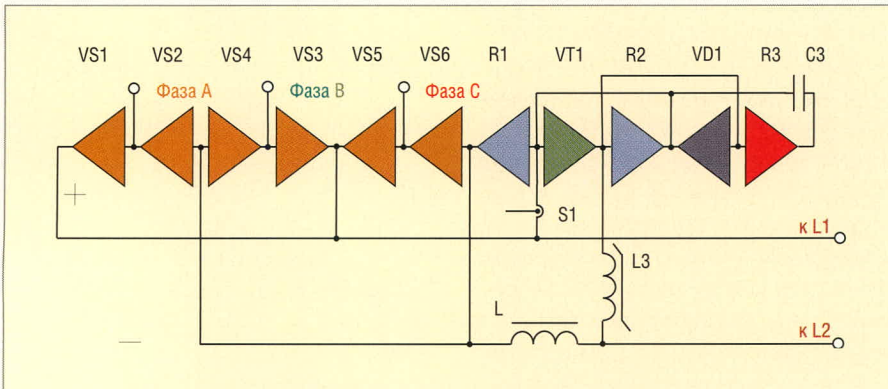 VS1 VS2 VS4 VS3 VS5 VS6 R1 VT1 R2 VD1 R3 C3
Фаза A Фаза B Фаза C
+
S1
к L1
L3
L
к L2
—